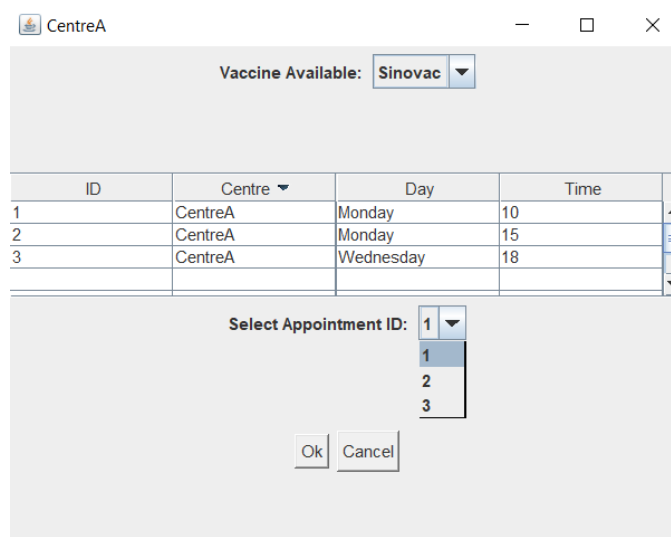 CentreA
Vaccine Available: Sinovac
ID Centre Day Time
1 CentreA Monday 10
2 CentreA Monday 15
3 CentreA Wednesday 18
Select Appointment ID: 1
1
2
3
Ok Cancel